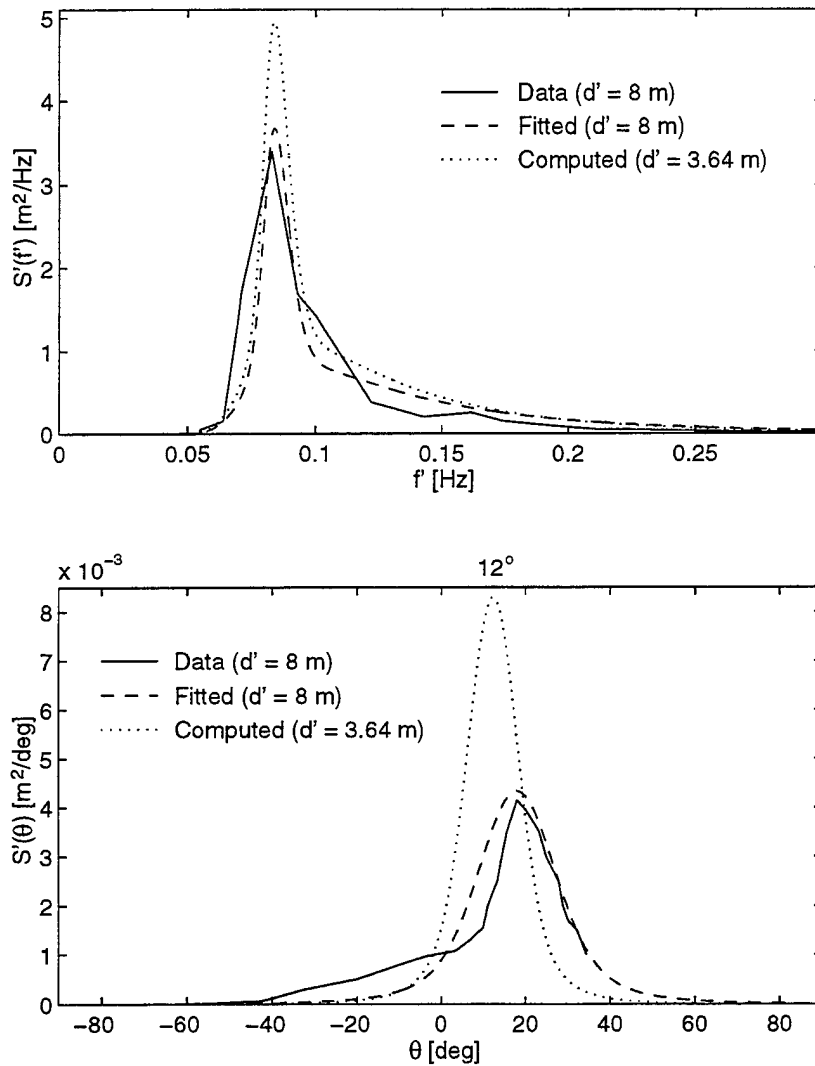 5
4
3
2
1
0
S'(f') [m²/Hz]
Data (d' = 8 m)
Fitted (d' = 8 m)
Computed (d' = 3.64 m)
0 0.05 0.1 0.15 0.2 0.25
f' [Hz]
x 10⁻³
12°
8
7
6
5
4
3
2
1
0
S'(θ) [m²/deg]
Data (d' = 8 m)
Fitted (d' = 8 m)
Computed (d' = 3.64 m)
−80 −60 −40 −20 0 20 40 60 80
θ [deg]